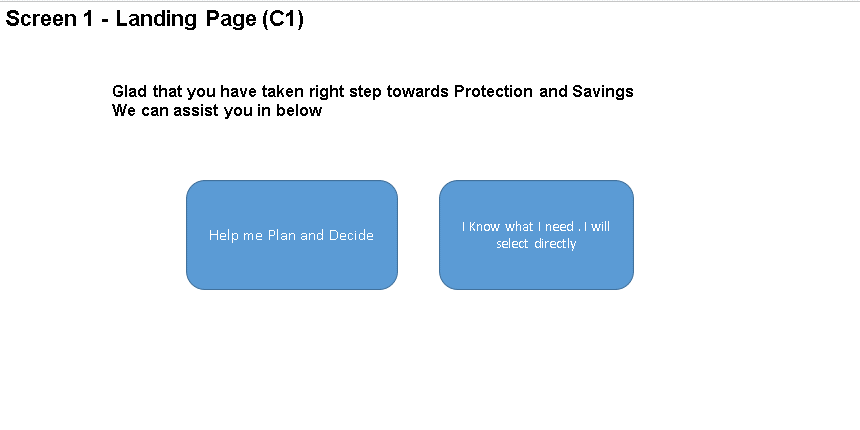 Screen 1 - Landing Page (C1)
Glad that you have taken right step towards Protection and Savings
We can assist you in below
Help me Plan and Decide
I Know what I need . I will
select directly